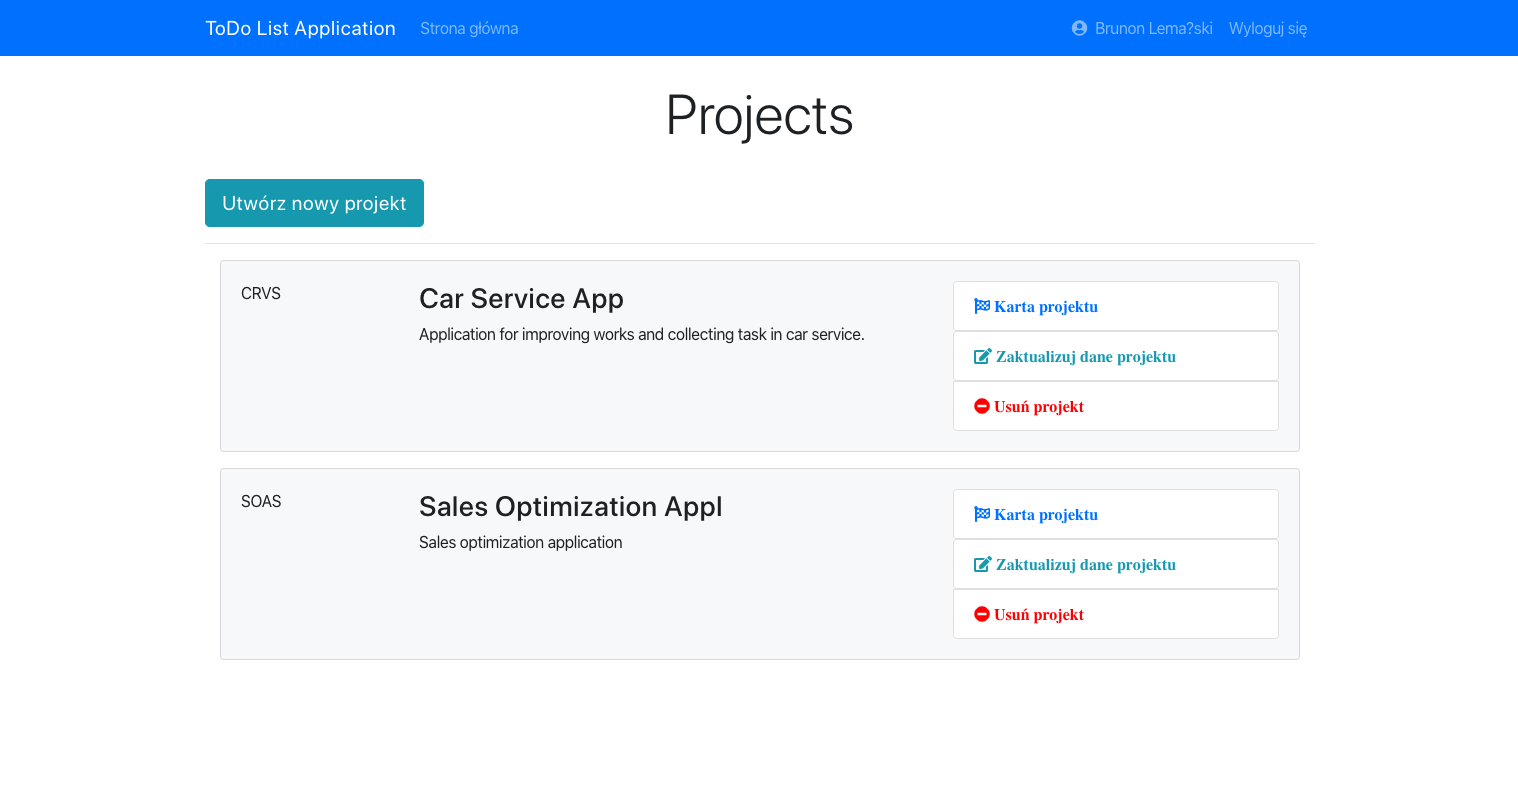 ToDo List Application Strona główna Brunon Lema?ski Wyloguj się
Projects
Utwórz nowy projekt
CRVS
Car Service App
Application for improving works and collecting task in car service.
Karta projektu
Zaktualizuj dane projektu
Usuń projekt
SOAS
Sales Optimization Appl
Sales optimization application
Karta projektu
Zaktualizuj dane projektu
Usuń projekt